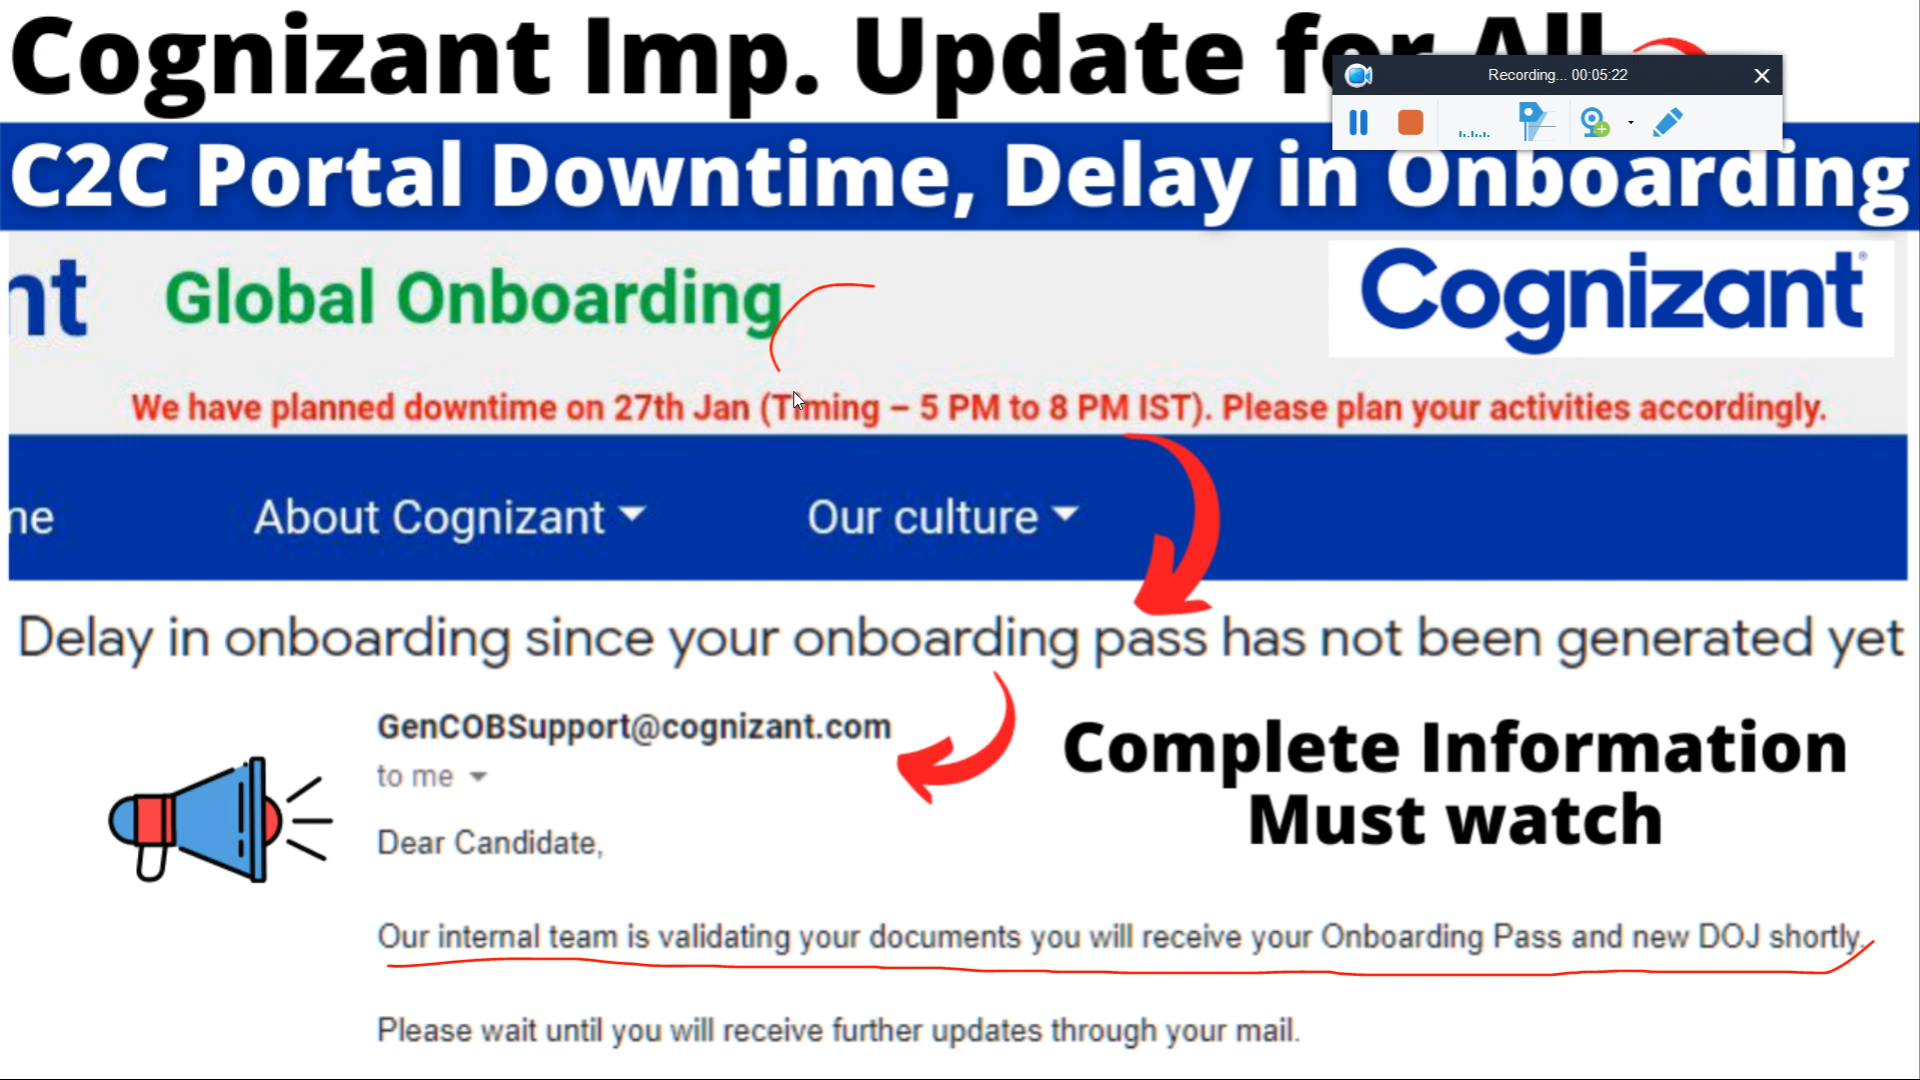 Cognizant Imp. Update for All
Recording... 00:05:22
C2C Portal Downtime, Delay in Onboarding
nt Global Onboarding
Cognizant
We have planned downtime on 27th Jan (Timing – 5 PM to 8 PM IST). Please plan your activities accordingly.
ne About Cognizant Our culture
Delay in onboarding since your onboarding pass has not been generated yet
GenCOBSupport@cognizant.com
to me
Complete Information
Must watch
Dear Candidate,
Our internal team is validating your documents you will receive your Onboarding Pass and new DOJ shortly.
Please wait until you will receive further updates through your mail.